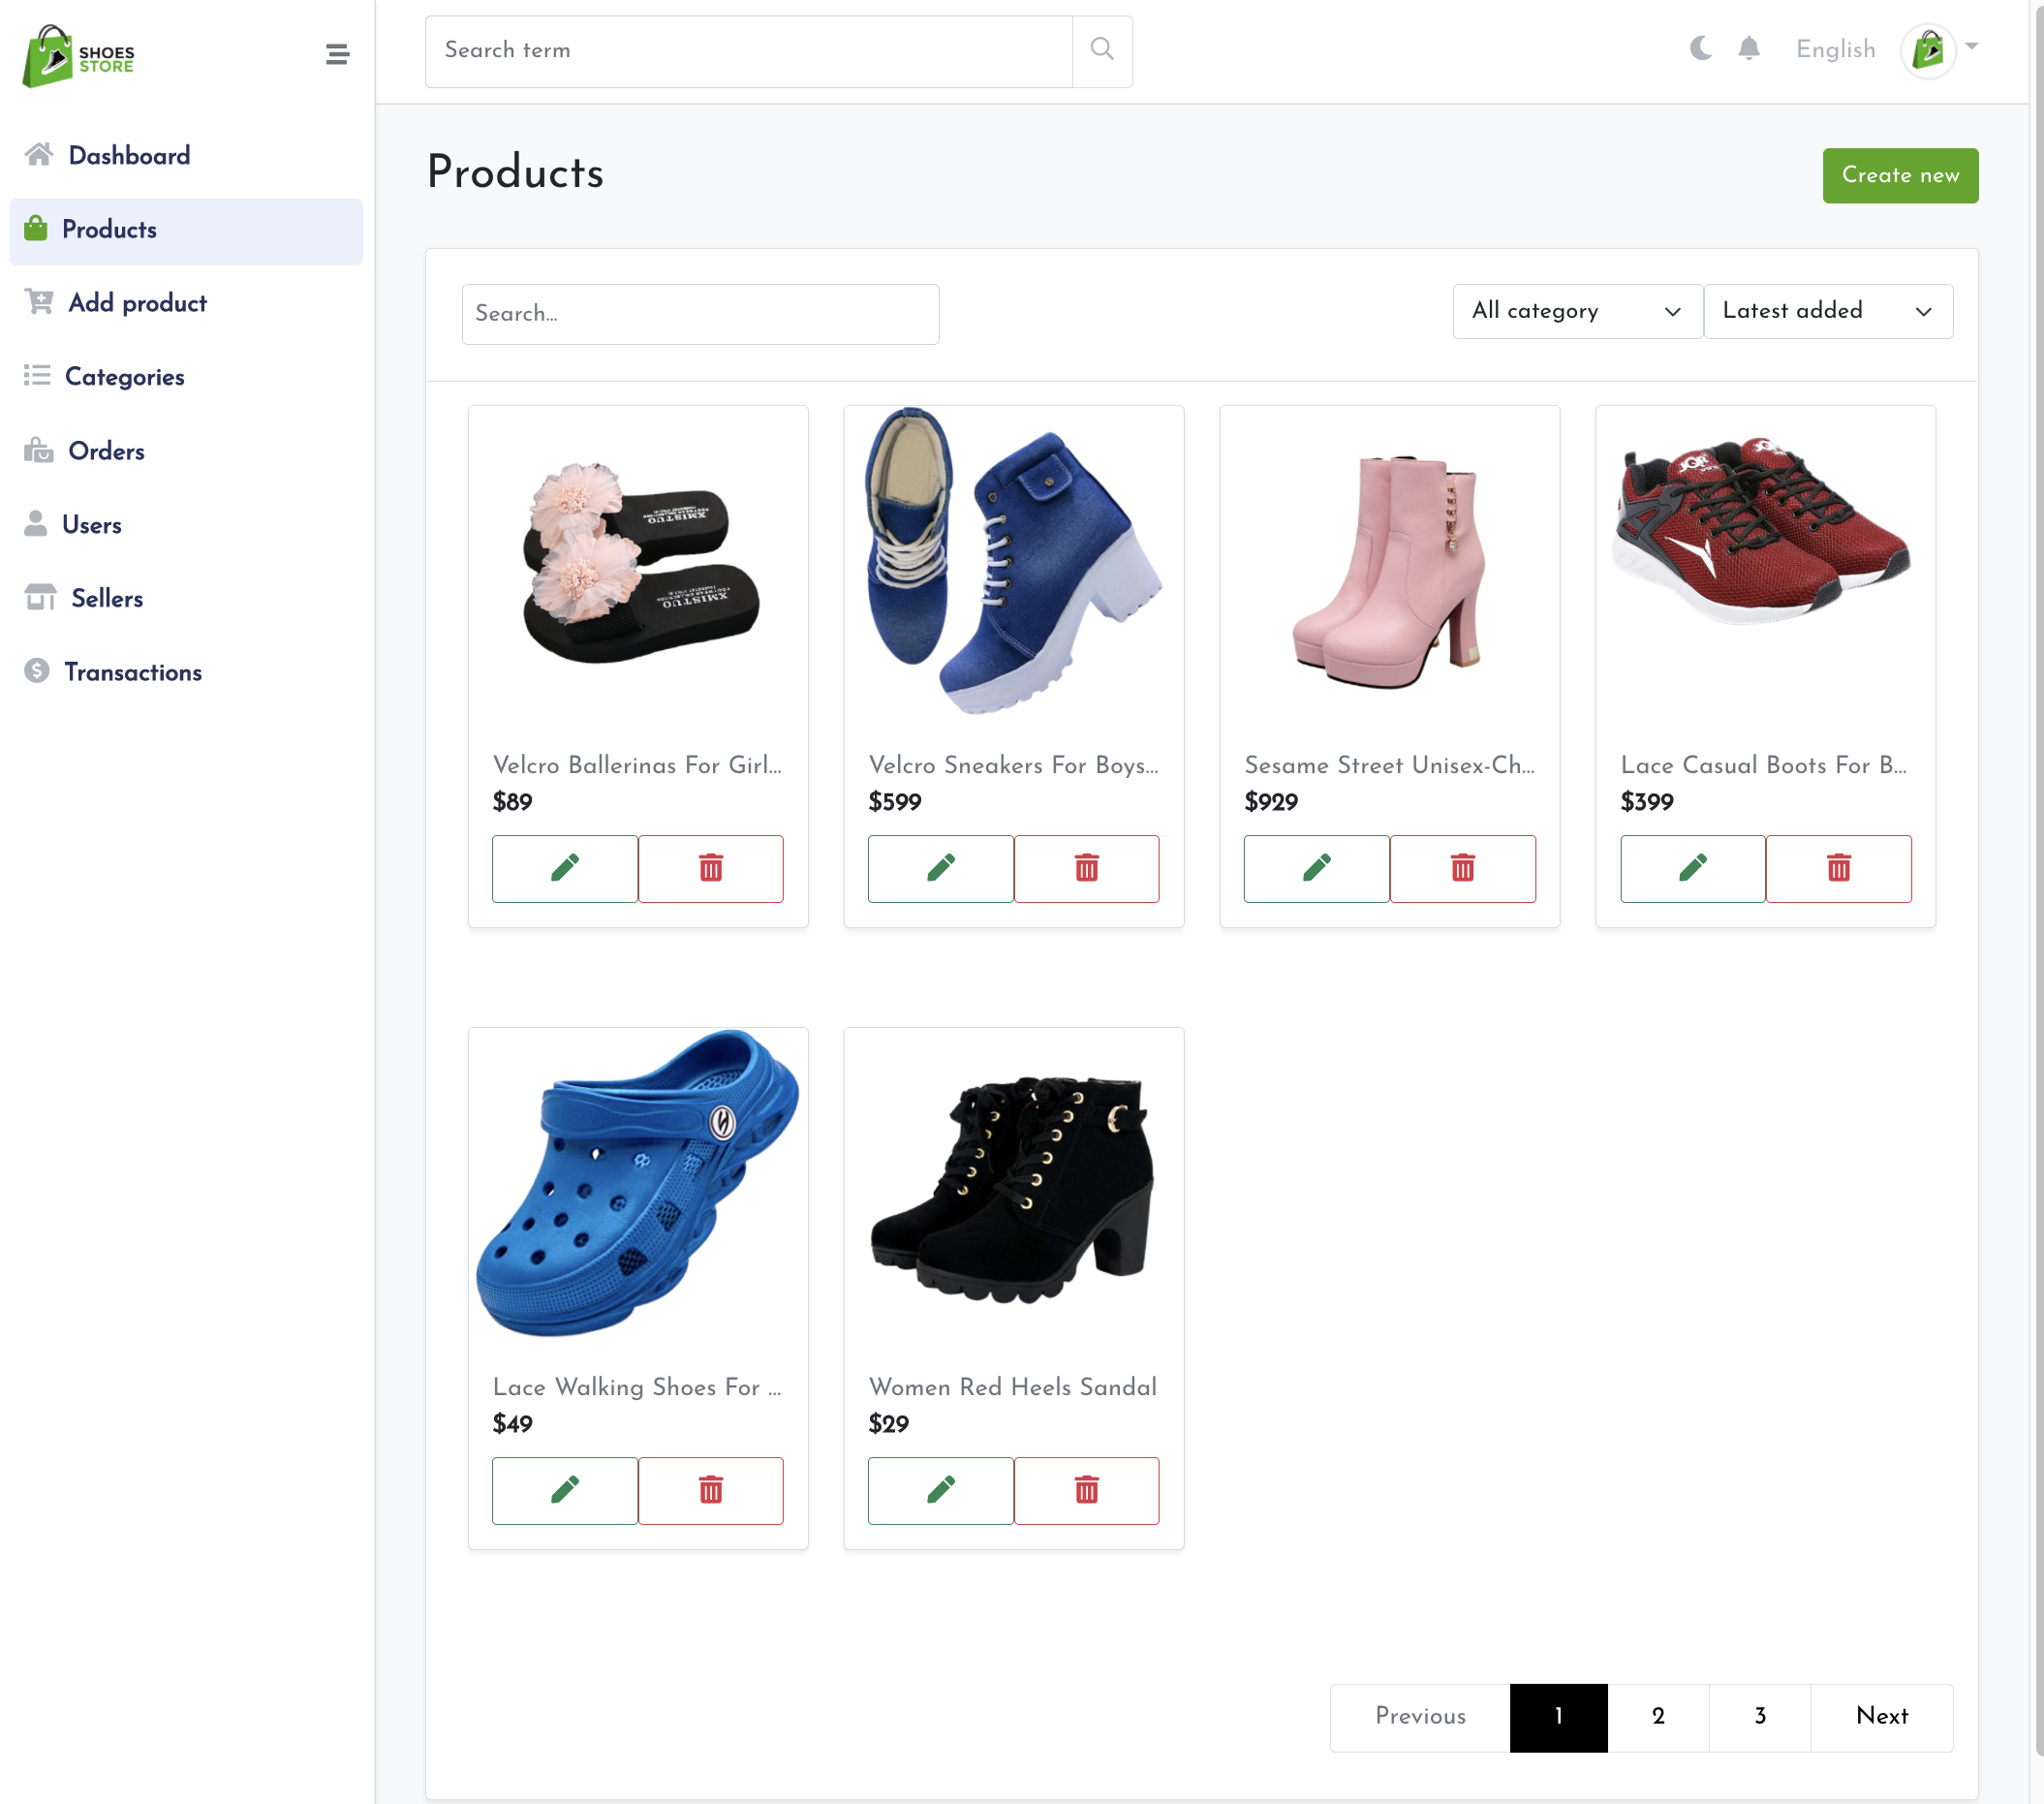 SHOES
STORE
Search term
English
Dashboard
Products
Add product
Categories
Orders
Users
Sellers
Transactions
Products
Create new
Search...
All category
Latest added
XMISTUO
XMISTUO
JQR
Velcro Ballerinas For Girl...
$89
Velcro Sneakers For Boys...
$599
Sesame Street Unisex-Ch...
$929
Lace Casual Boots For B...
$399
Lace Walking Shoes For ...
$49
Women Red Heels Sandal
$29
Previous
1
2
3
Next